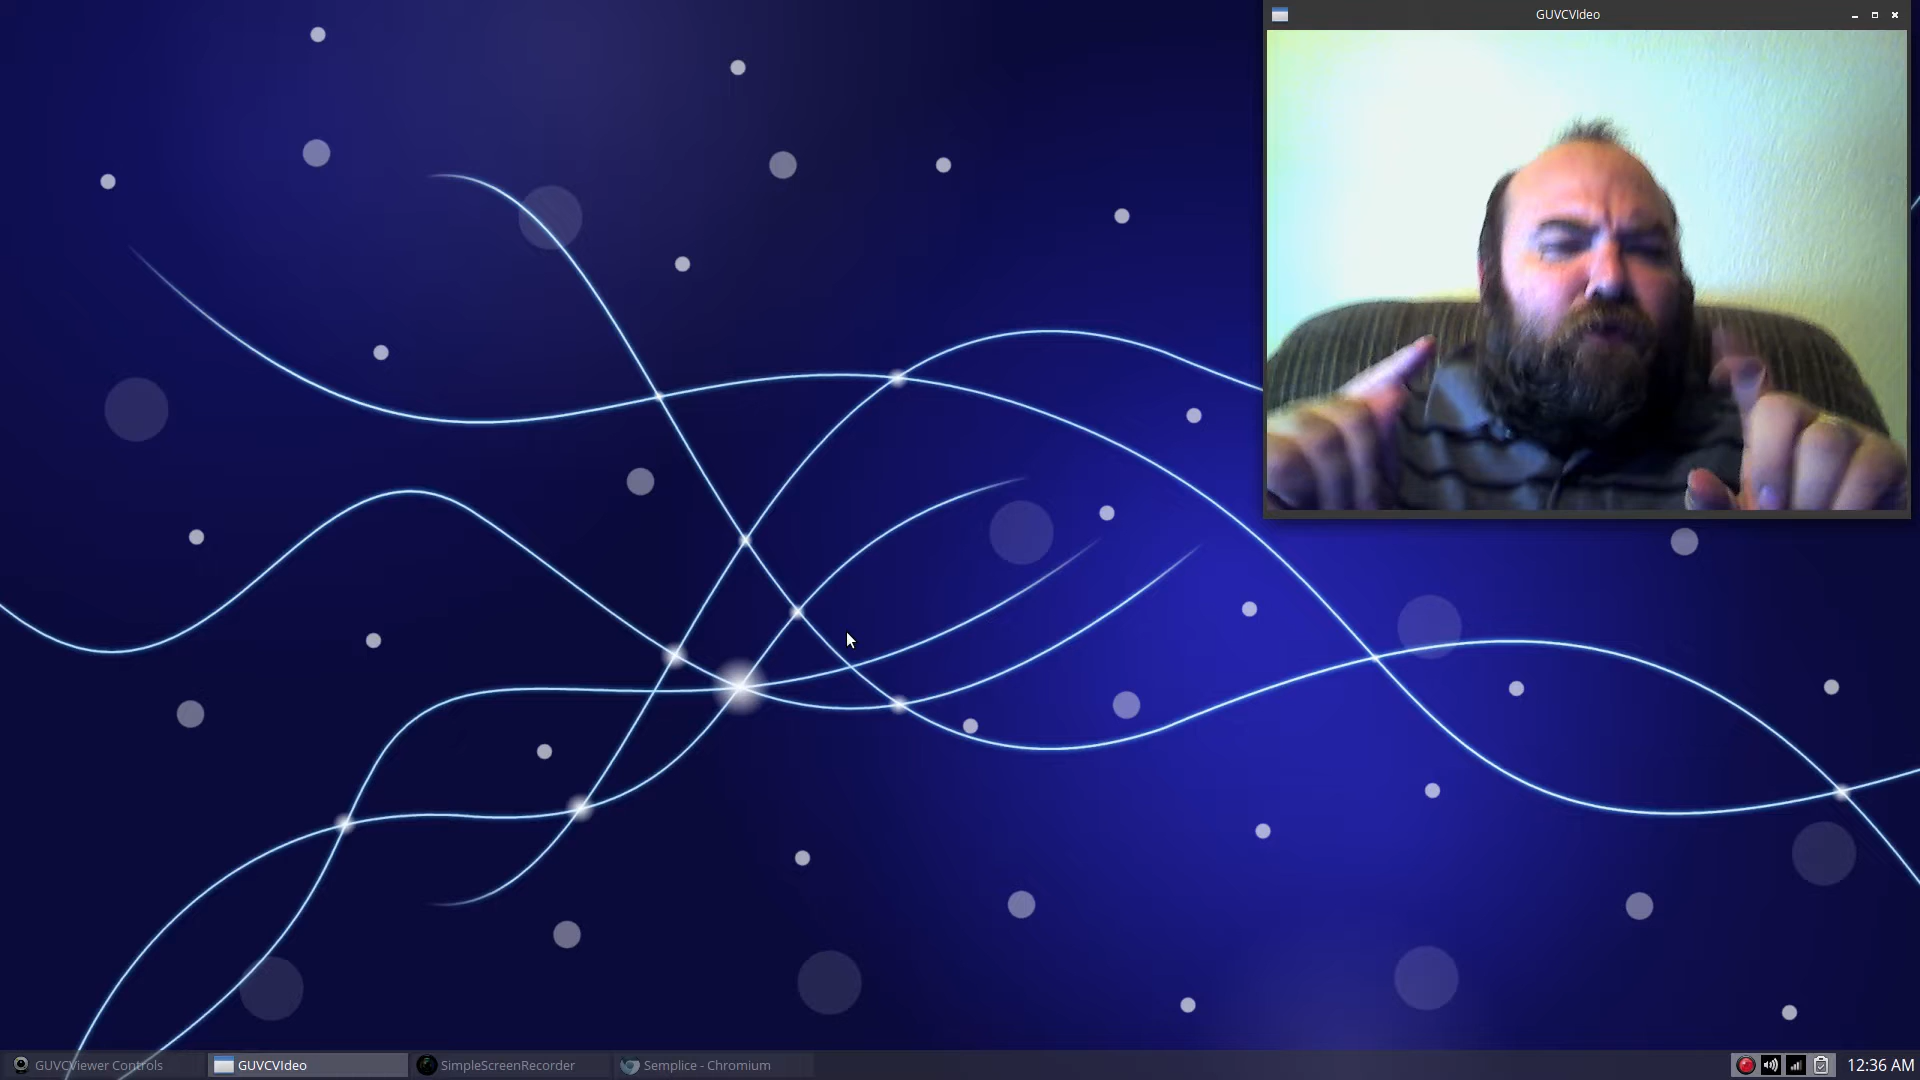 GUVCVIdeo
GUVCViewer Controls
GUVCVIdeo
SimpleScreenRecorder
Semplice - Chromium
12:36 AM